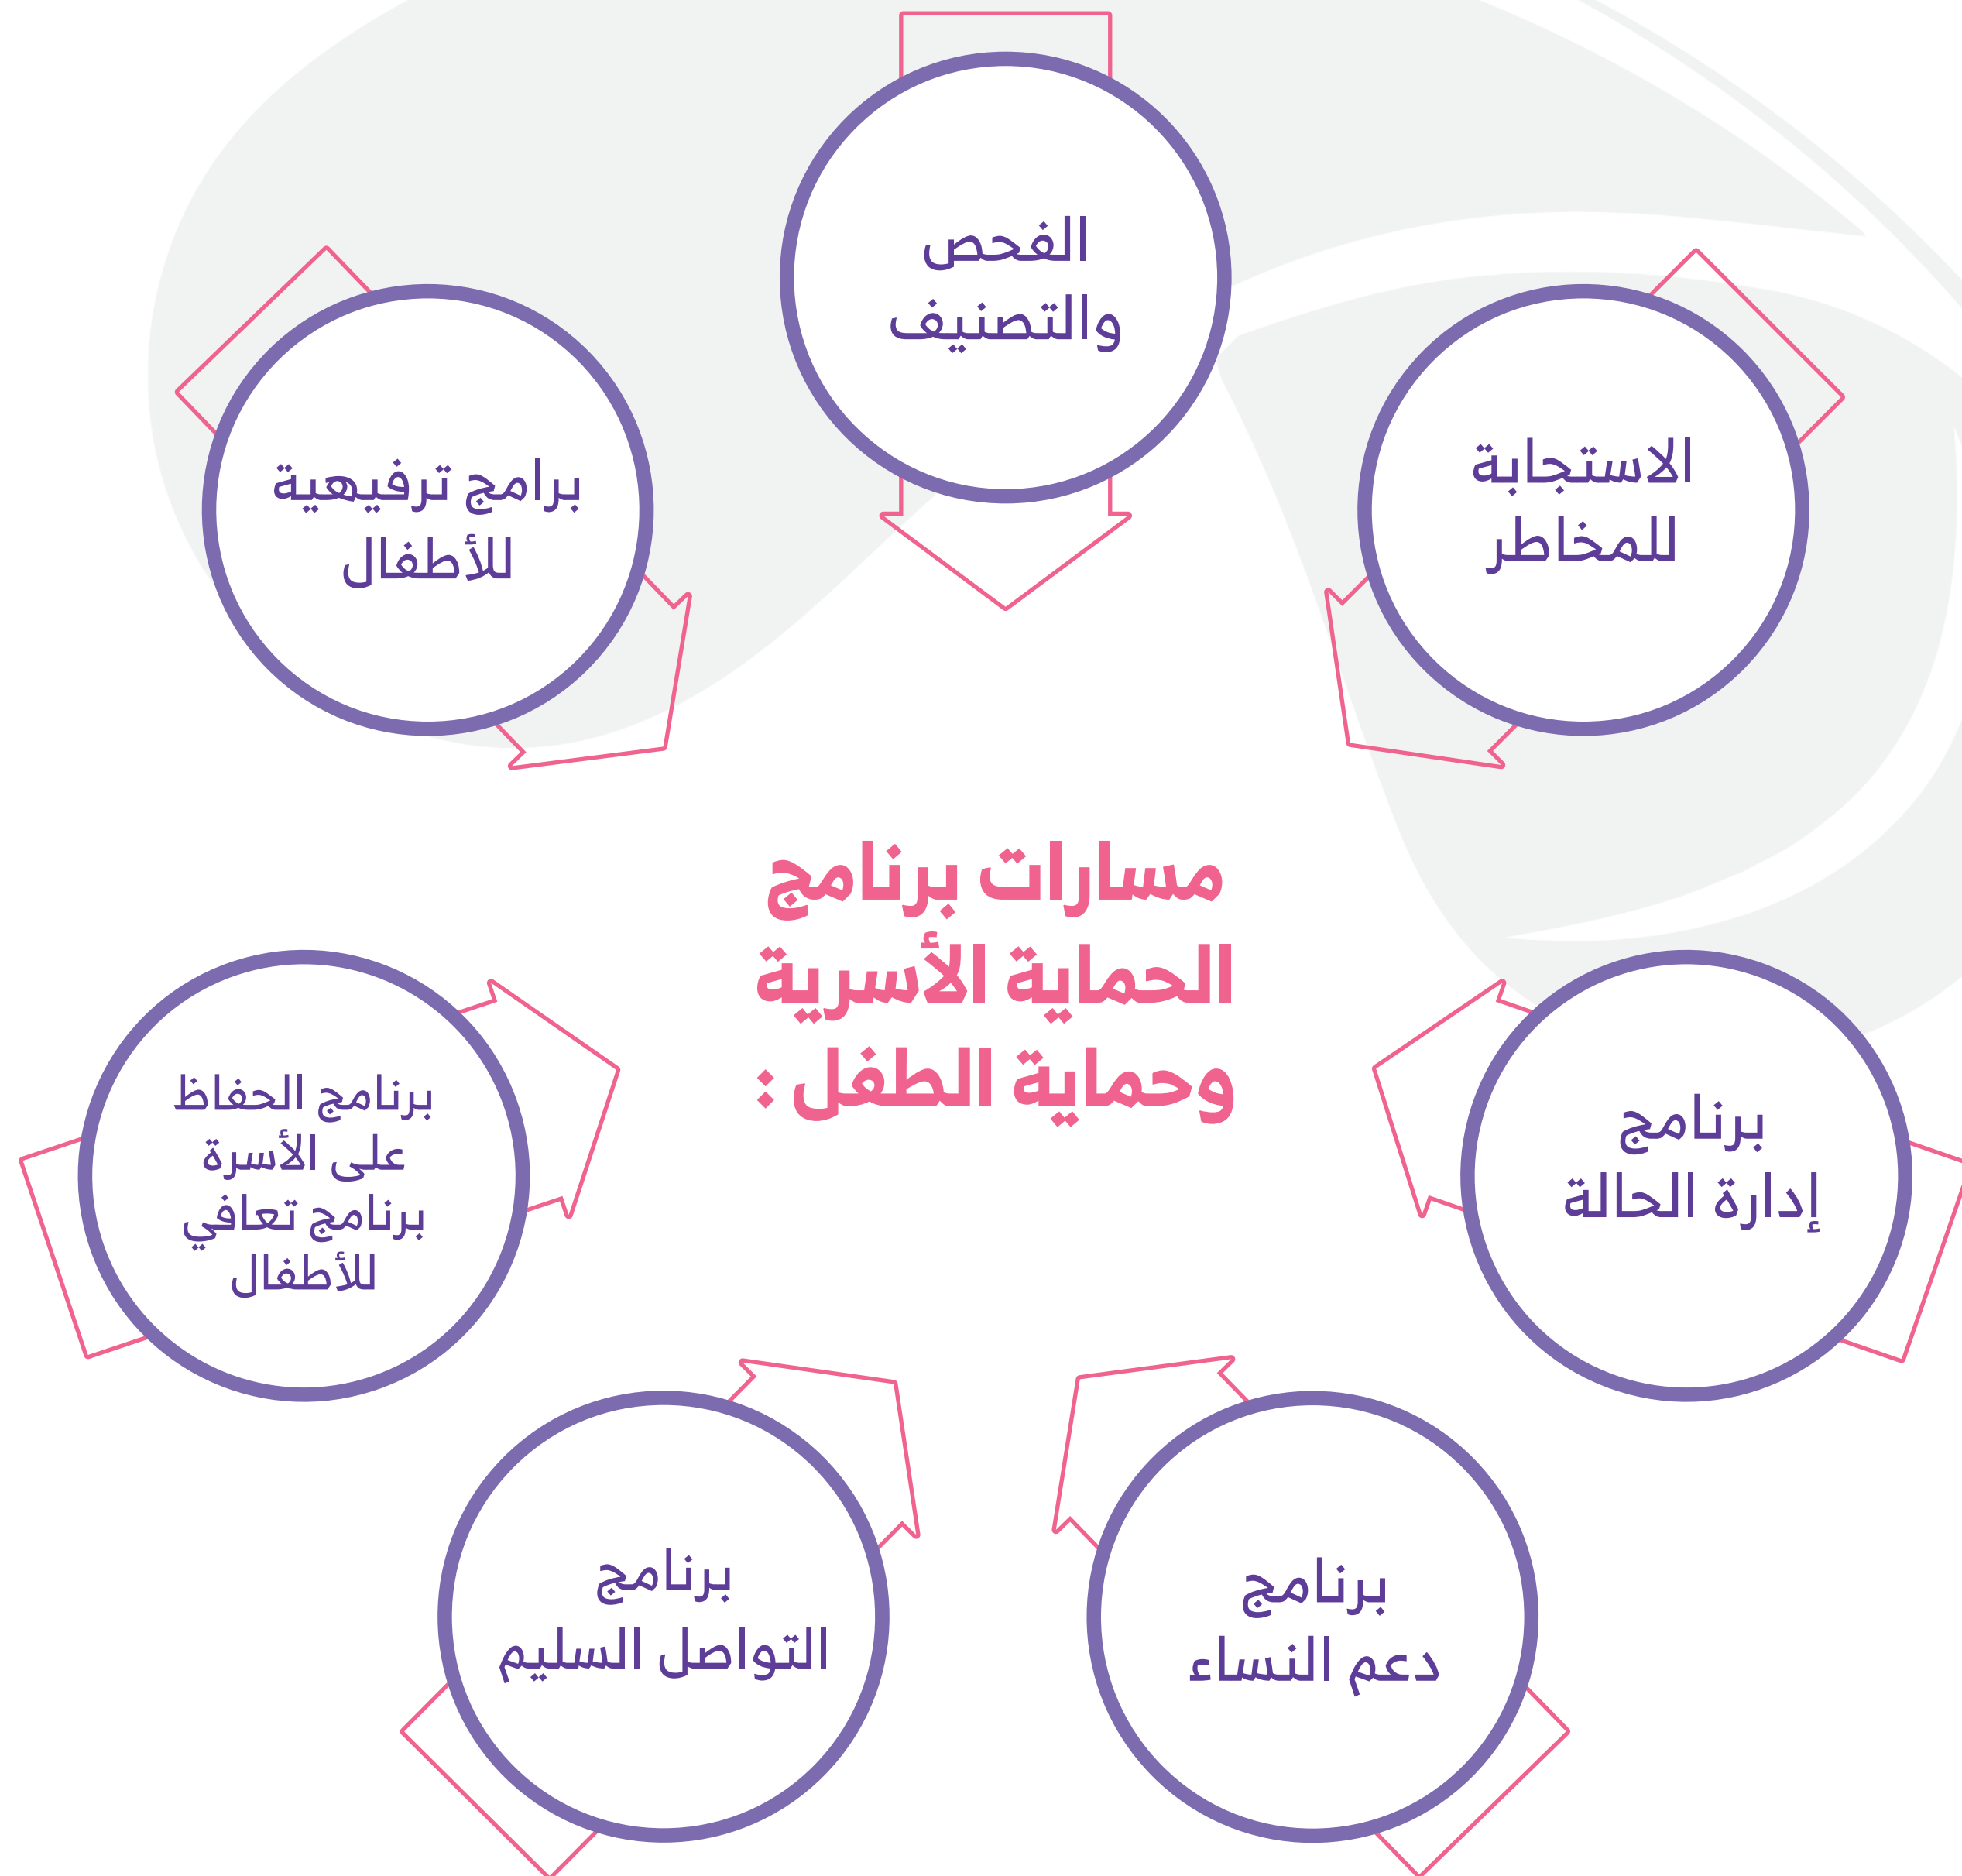 الفحص
والتصنيف
الاستجابة
للمخاطر
برامج ترفيهية
للأطفال
مسارات برنامج
الحماية الأسرية
وحماية الطفل:
برنامج
إدارة الحالة
برنامج الحفاظ
على الأسرة
برنامج تعافي
للأطفال
برنامج
دعم النساء
برنامج
التواصل السليم